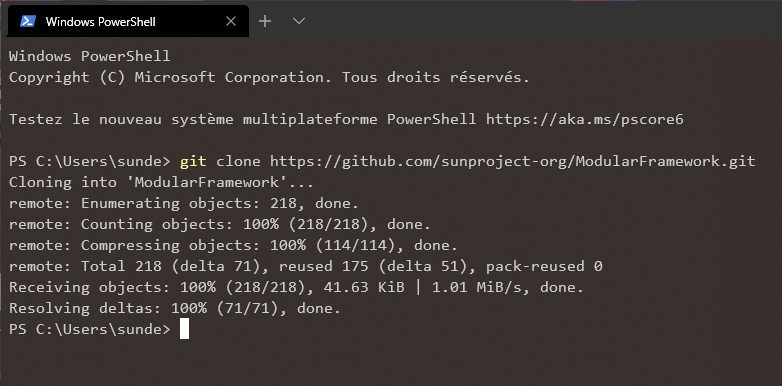 Windows PowerShell
Windows PowerShell
Copyright (C) Microsoft Corporation. Tous droits réservés.
Testez le nouveau système multiplateforme PowerShell https://aka.ms/pscore6
PS C:\Users\sunde> git clone https://github.com/sunproject-org/ModularFramework.git
Cloning into 'ModularFramework'...
remote: Enumerating objects: 218, done.
remote: Counting objects: 100% (218/218), done.
remote: Compressing objects: 100% (114/114), done.
remote: Total 218 (delta 71), reused 175 (delta 51), pack-reused 0
Receiving objects: 100% (218/218), 41.63 KiB | 1.01 MiB/s, done.
Resolving deltas: 100% (71/71), done.
PS C:\Users\sunde>